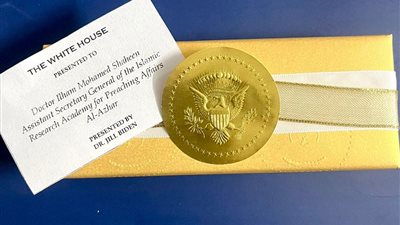 THE WHITE HOUSE
PRESENTED TO
Doctor Ilham Mohamed Shaheen
Assistant Secretary General of the Islamic
Research Academy for Preaching Affairs
Al-Azhar
PRESENTED BY
DR. JILL BIDEN